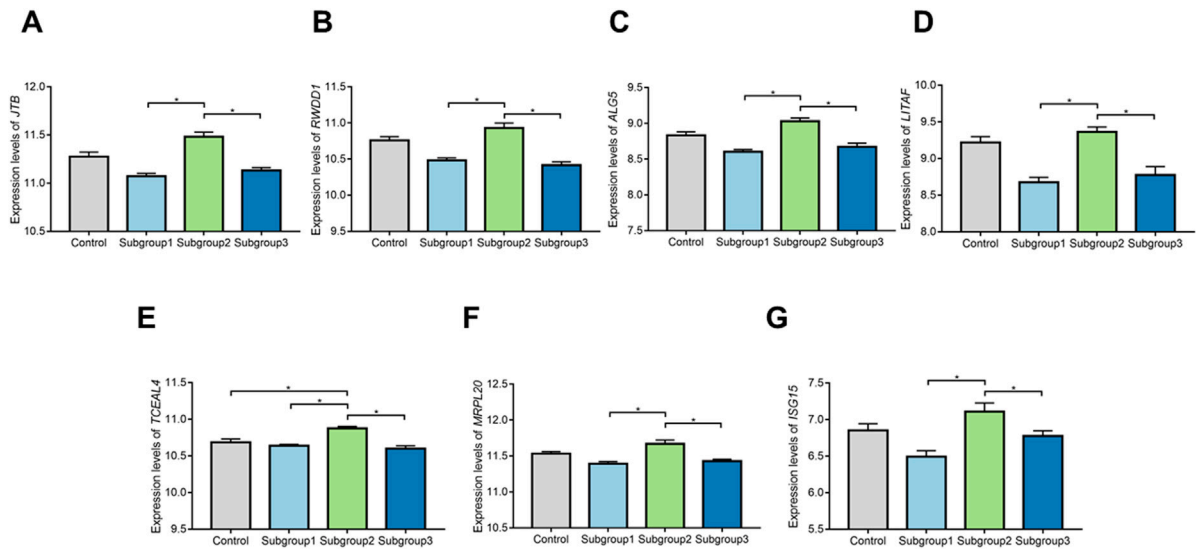 A
B
C
D
Expression levels of JTB
12.0
11.5
11.0
10.5
*
*
Control
Subgroup1
Subgroup2
Subgroup3
Expression levels of RWDD1
11.5
11.0
10.5
10.0
9.5
*
*
Control
Subgroup1
Subgroup2
Subgroup3
Expression levels of ALG5
9.5
9.0
8.5
8.0
7.5
*
*
Control
Subgroup1
Subgroup2
Subgroup3
Expression levels of LITAF
10.0
9.5
9.0
8.5
8.0
*
*
Control
Subgroup1
Subgroup2
Subgroup3
E
F
G
Expression levels of TCEAL4
11.5
11.0
10.5
10.0
9.5
*
*
*
Control
Subgroup1
Subgroup2
Subgroup3
Expression levels of MRPL20
12.5
12.0
11.5
11.0
10.5
*
*
Control
Subgroup1
Subgroup2
Subgroup3
Expression levels of ISG15
7.5
7.0
6.5
6.0
5.5
*
*
Control
Subgroup1
Subgroup2
Subgroup3